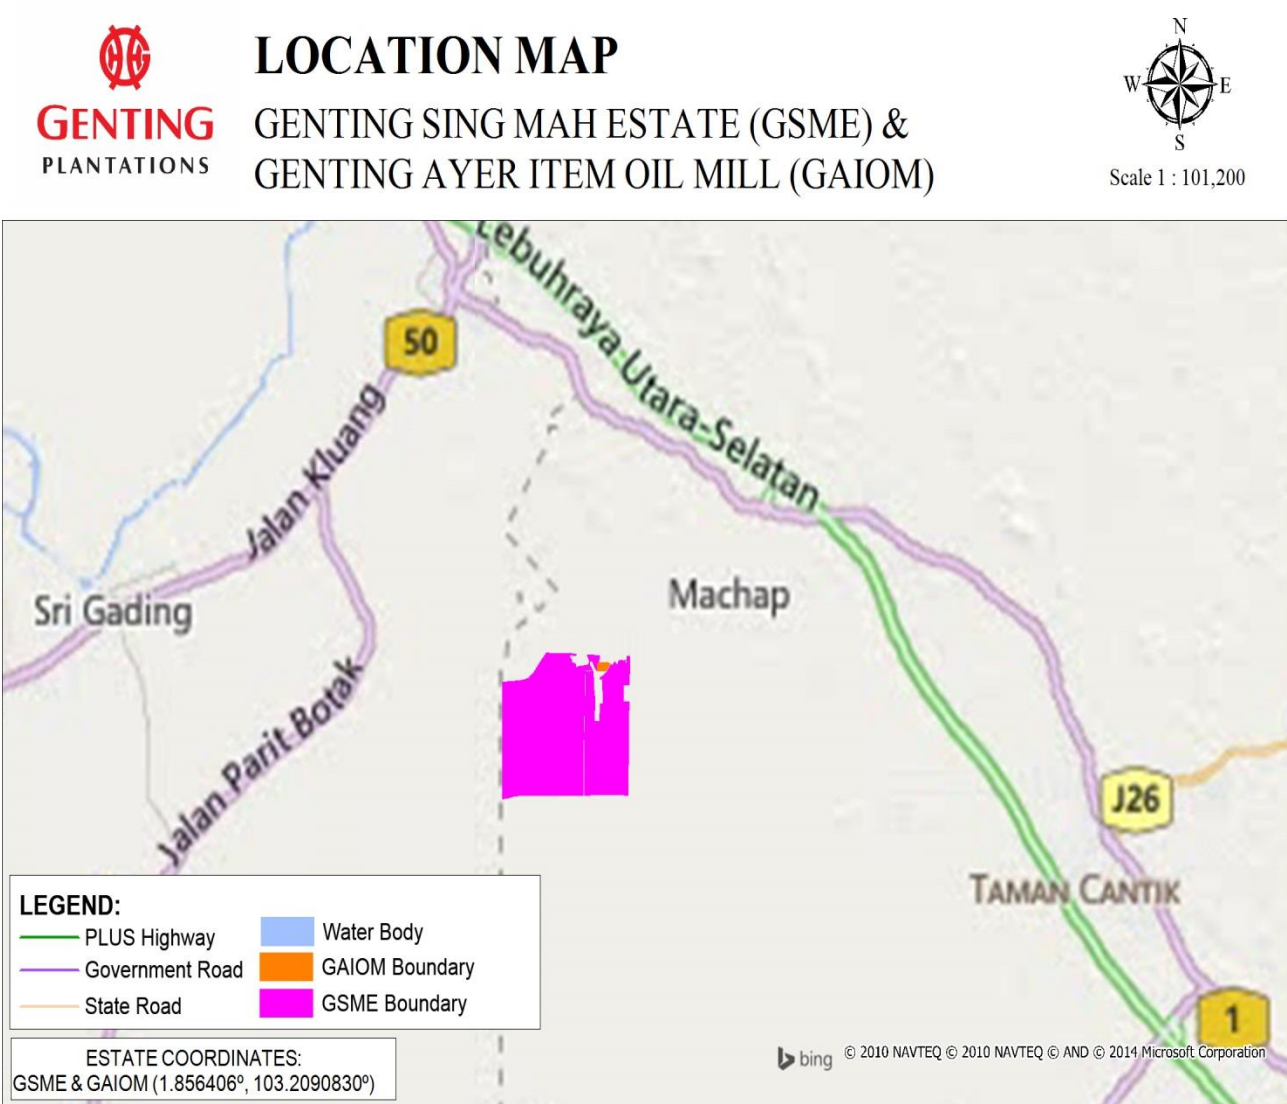 GENTING
PLANTATIONS
LOCATION MAP
GENTING SING MAH ESTATE (GSME) &
GENTING AYER ITEM OIL MILL (GAIOM)
N
W
E
S
Scale 1 : 101,200
Lebuhraya Utara-Selatan
50
Jalan Kluang
Sri Gading
Machap
Jalan Parit Botak
J26
TAMAN CANTIK
1
LEGEND:
PLUS Highway
Government Road
State Road
Water Body
GAIOM Boundary
GSME Boundary
ESTATE COORDINATES:
GSME & GAIOM (1.856406º, 103.2090830º)
bing
© 2010 NAVTEQ © 2010 NAVTEQ © AND © 2014 Microsoft Corporation